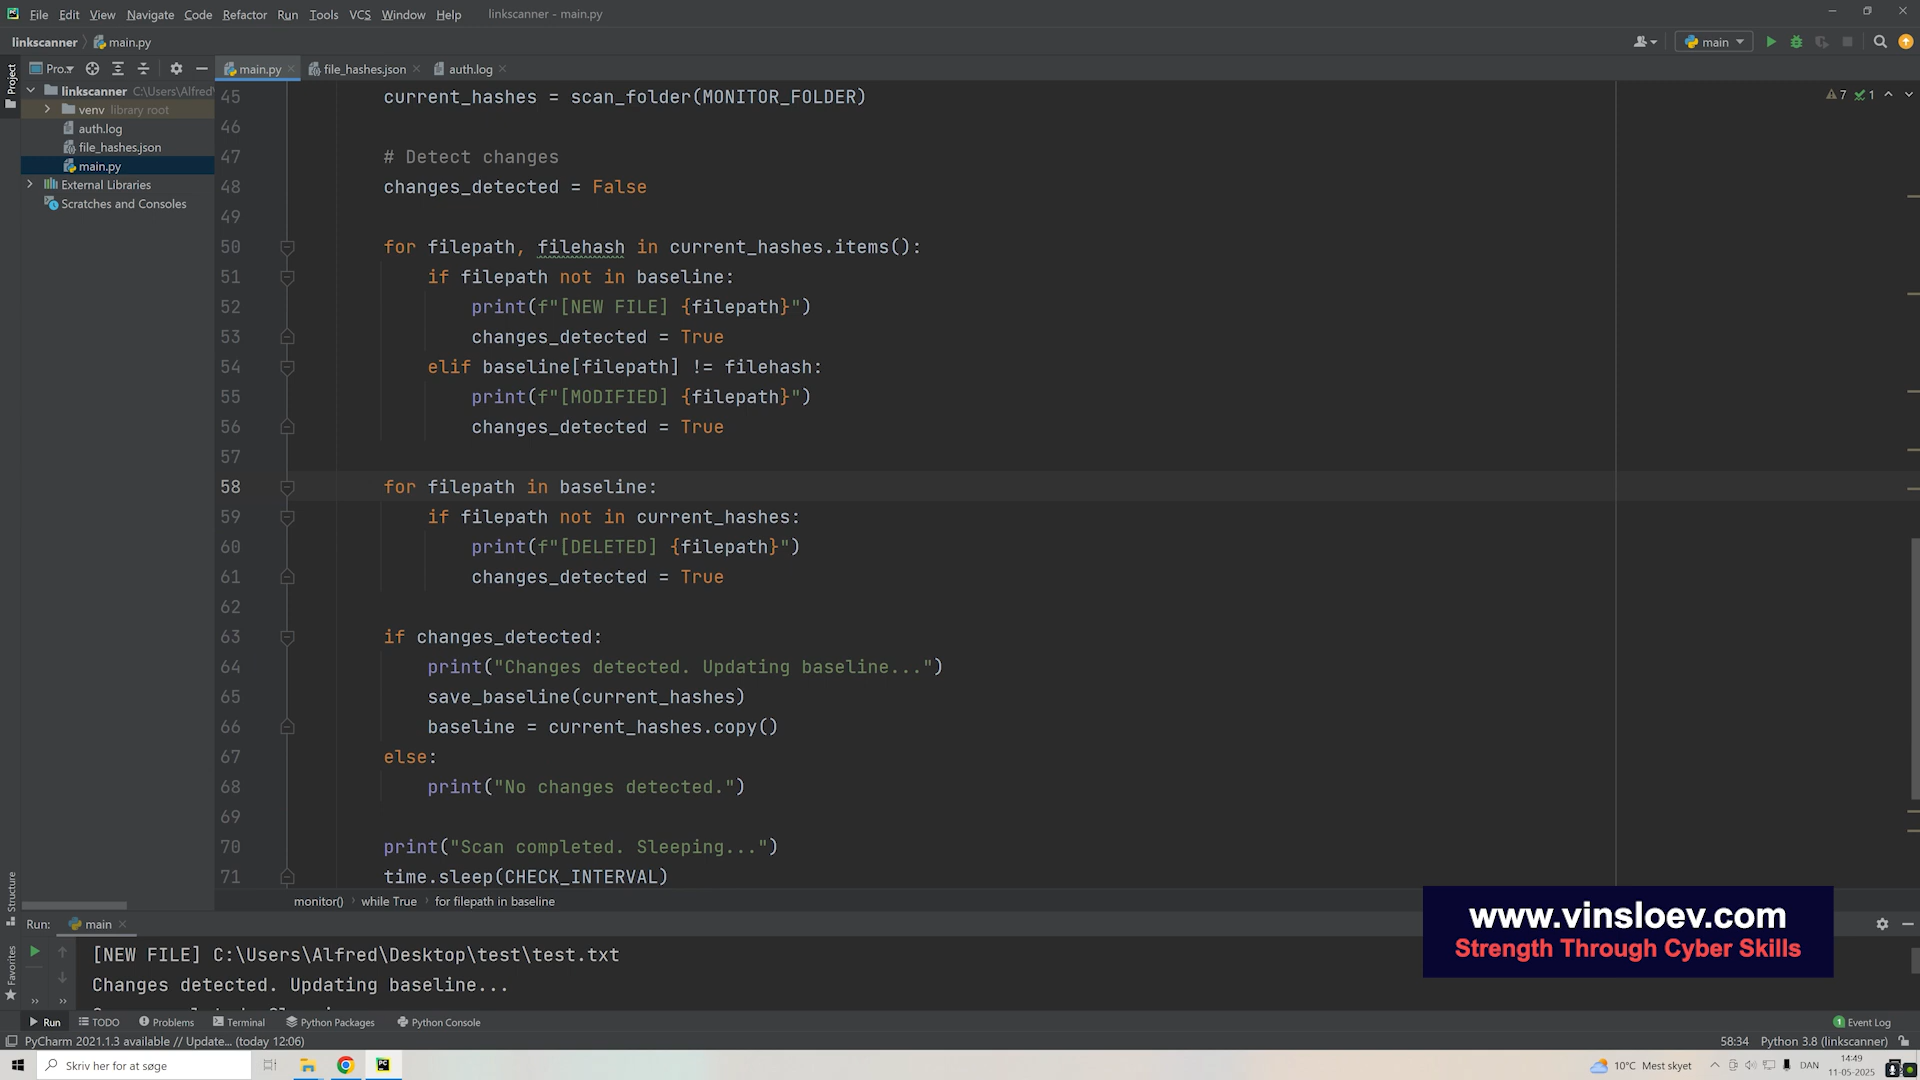 File Edit View Navigate Code Refactor Run Tools VCS Window Help linkscanner - main.py
linkscanner main.py main
Project
Pro... main.py file_hashes.json auth.log
linkscanner C:\Users\Alfred\
venv library root
auth.log
file_hashes.json
main.py
External Libraries
Scratches and Consoles
7 1
45 current_hashes = scan_folder(MONITOR_FOLDER)
46
47 # Detect changes
48 changes_detected = False
49
50 for filepath, filehash in current_hashes.items():
51 if filepath not in baseline:
52 print(f"[NEW FILE] {filepath}")
53 changes_detected = True
54 elif baseline[filepath] != filehash:
55 print(f"[MODIFIED] {filepath}")
56 changes_detected = True
57
58 for filepath in baseline:
59 if filepath not in current_hashes:
60 print(f"[DELETED] {filepath}")
61 changes_detected = True
62
63 if changes_detected:
64 print("Changes detected. Updating baseline...")
65 save_baseline(current_hashes)
66 baseline = current_hashes.copy()
67 else:
68 print("No changes detected.")
69
70 print("Scan completed. Sleeping...")
71 time.sleep(CHECK_INTERVAL)
monitor() while True for filepath in baseline
Structure
Favorites
Run: main
[NEW FILE] C:\Users\Alfred\Desktop\test\test.txt
Changes detected. Updating baseline...
www.vinsloev.com
Strength Through Cyber Skills
Run TODO Problems Terminal Python Packages Python Console 1 Event Log
PyCharm 2021.1.3 available // Update... (today 12:06) 58:34 Python 3.8 (linkscanner)
Skriv her for at søge 10°C Mest skyet DAN 14:49
11-05-2025